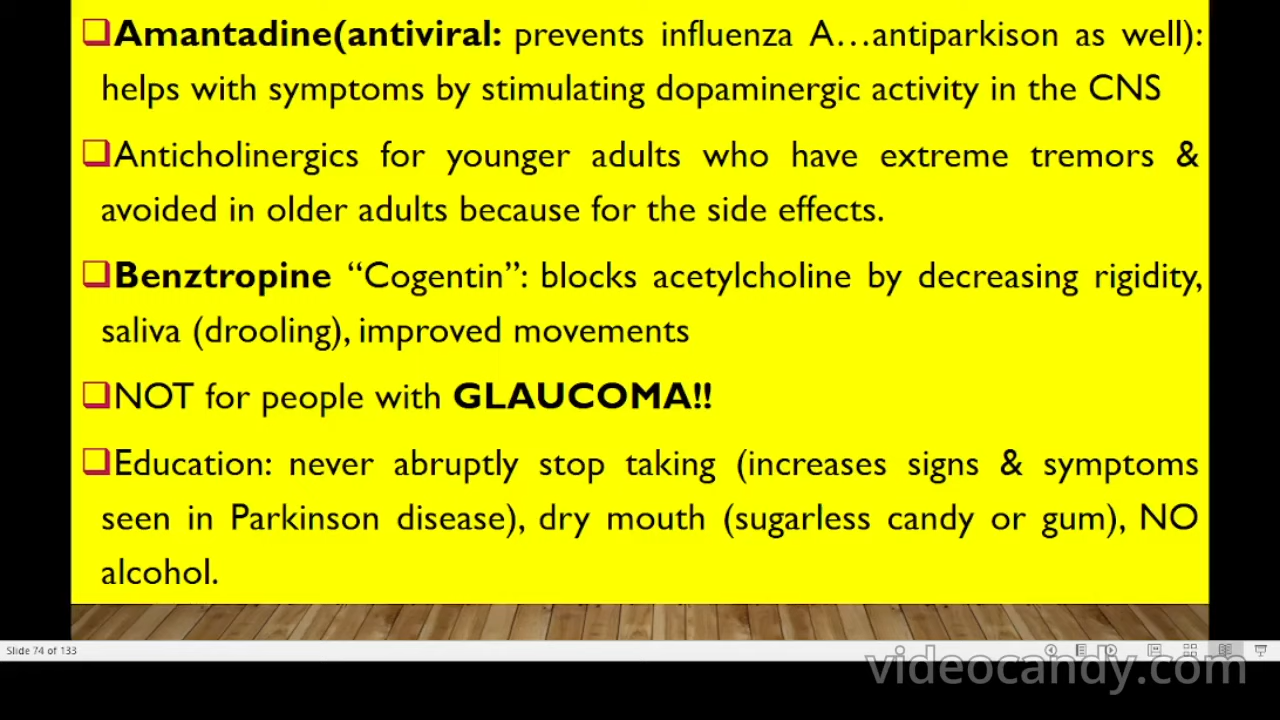 ❑Amantadine(antiviral: prevents influenza A…antiparkison as well):
helps with symptoms by stimulating dopaminergic activity in the CNS
❑Anticholinergics for younger adults who have extreme tremors &
avoided in older adults because for the side effects.
❑Benztropine “Cogentin”: blocks acetylcholine by decreasing rigidity,
saliva (drooling), improved movements
❑NOT for people with GLAUCOMA!!
❑Education: never abruptly stop taking (increases signs & symptoms
seen in Parkinson disease), dry mouth (sugarless candy or gum), NO
alcohol.
Slide 74 of 133
videocandy.com